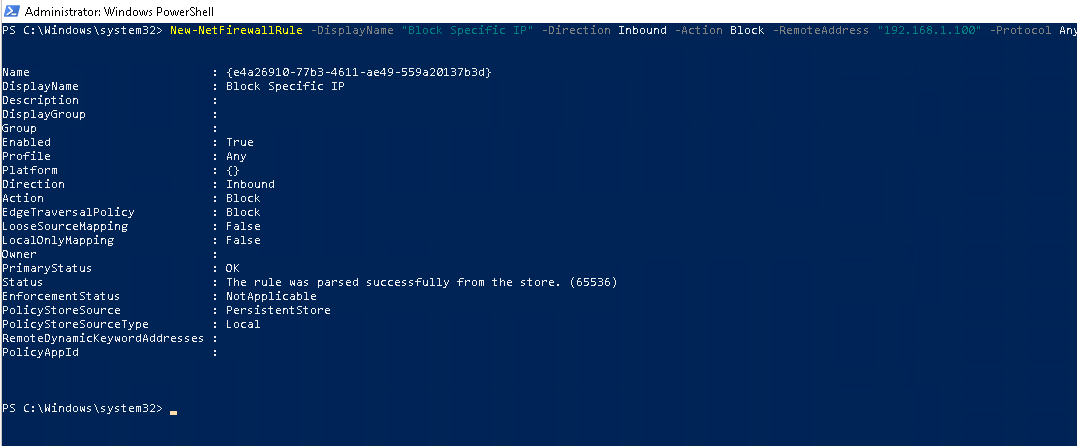 Administrator: Windows PowerShell
PS C:\Windows\system32> New-NetFirewallRule -DisplayName "Block Specific IP" -Direction Inbound -Action Block -RemoteAddress "192.168.1.100" -Protocol Any
Name : {e4a26910-77b3-4611-ae49-559a20137b3d}
DisplayName : Block Specific IP
Description :
DisplayGroup :
Group :
Enabled : True
Profile : Any
Platform : {}
Direction : Inbound
Action : Block
EdgeTraversalPolicy : Block
LooseSourceMapping : False
LocalOnlyMapping : False
Owner :
PrimaryStatus : OK
Status : The rule was parsed successfully from the store. (65536)
EnforcementStatus : NotApplicable
PolicyStoreSource : PersistentStore
PolicyStoreSourceType : Local
RemoteDynamicKeywordAddresses :
PolicyAppId :
PS C:\Windows\system32>